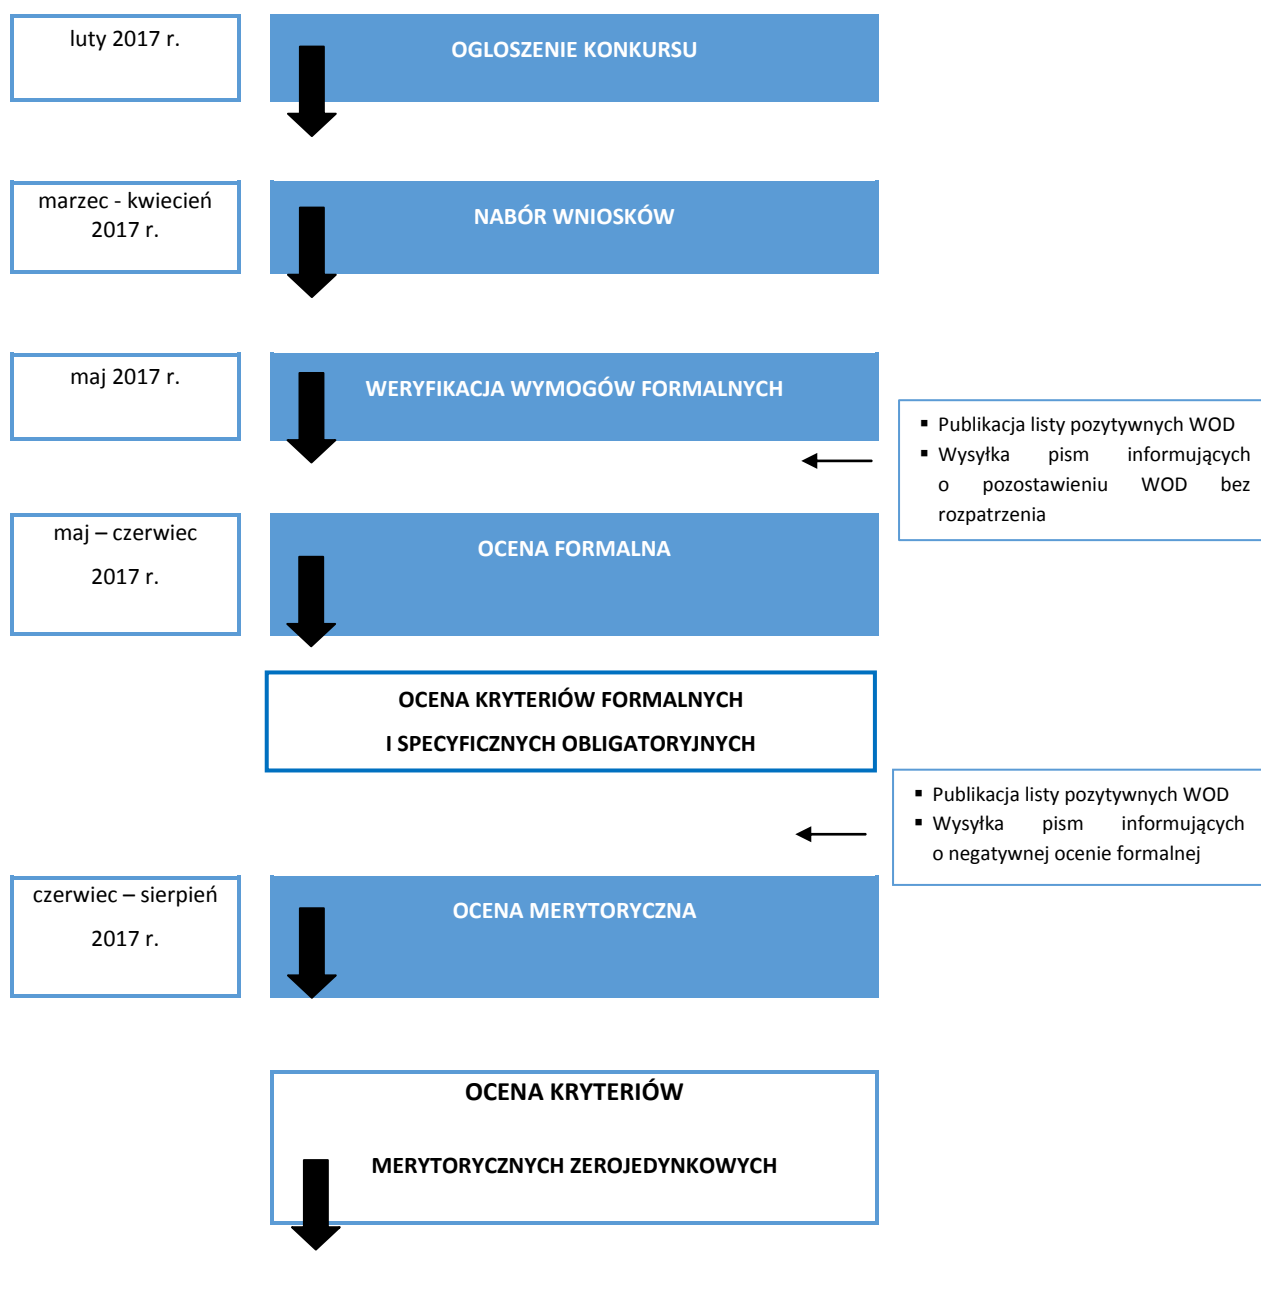 luty 2017 r.
OGLOSZENIE KONKURSU
marzec - kwiecień
2017 r.
NABÓR WNIOSKÓW
maj 2017 r.
WERYFIKACJA WYMOGÓW FORMALNYCH
▪ Publikacja listy pozytywnych WOD
▪ Wysyłka pism informujących
o pozostawieniu WOD bez
rozpatrzenia
maj – czerwiec
2017 r.
OCENA FORMALNA
OCENA KRYTERIÓW FORMALNYCH
I SPECYFICZNYCH OBLIGATORYJNYCH
▪ Publikacja listy pozytywnych WOD
▪ Wysyłka pism informujących
o negatywnej ocenie formalnej
czerwiec – sierpień
2017 r.
OCENA MERYTORYCZNA
OCENA KRYTERIÓW
MERYTORYCZNYCH ZEROJEDYNKOWYCH